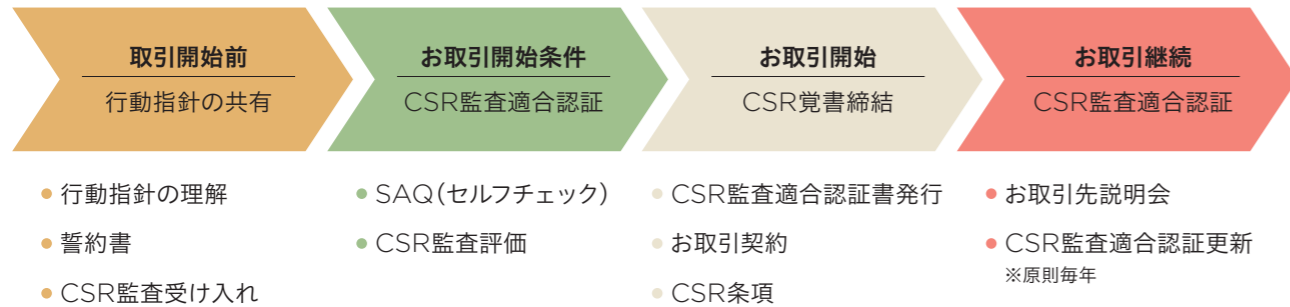 取引開始前
行動指針の共有
お取引開始条件
CSR監査適合認証
お取引開始
CSR覚書締結
お取引継続
CSR監査適合認証
行動指針の理解
誓約書
CSR監査受け入れ
SAQ(セルフチェック)
CSR監査評価
CSR監査適合認証書発行
お取引契約
CSR条項
お取引先説明会
CSR監査適合認証更新
※原則毎年